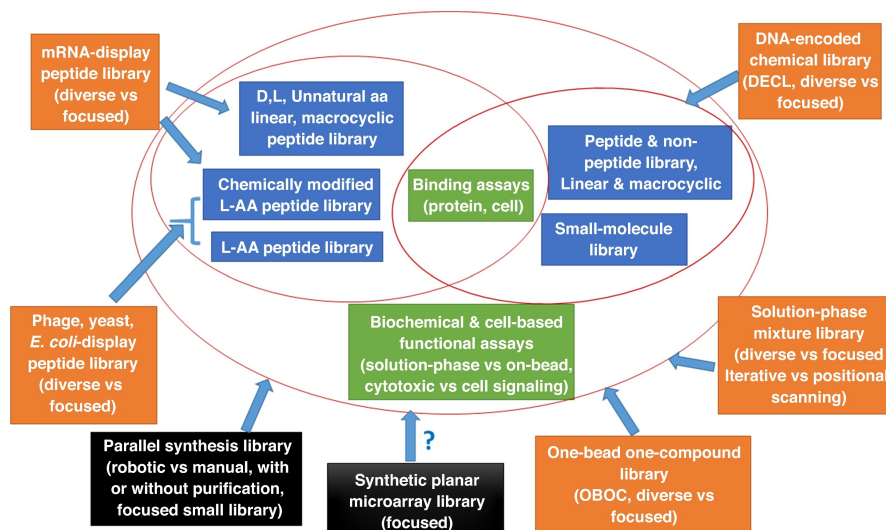 mRNA-display
peptide library
(diverse vs
focused)
DNA-encoded
chemical library
(DECL, diverse vs
focused)
D,L, Unnatural aa
linear, macrocyclic
peptide library
Peptide & non-
peptide library,
Linear & macrocyclic
Chemically modified
L-AA peptide library
Binding assays
(protein, cell)
L-AA peptide library
Small-molecule
library
Phage, yeast,
E. coli-display
peptide library
(diverse vs
focused)
Biochemical & cell-based
functional assays
(solution-phase vs on-bead,
cytotoxic vs cell signaling)
Solution-phase
mixture library
(diverse vs focused
Iterative vs positional
scanning)
Parallel synthesis library
(robotic vs manual, with
or without purification,
focused small library)
?
Synthetic planar
microarray library
(focused)
One-bead one-compound
library
(OBOC, diverse vs
focused)